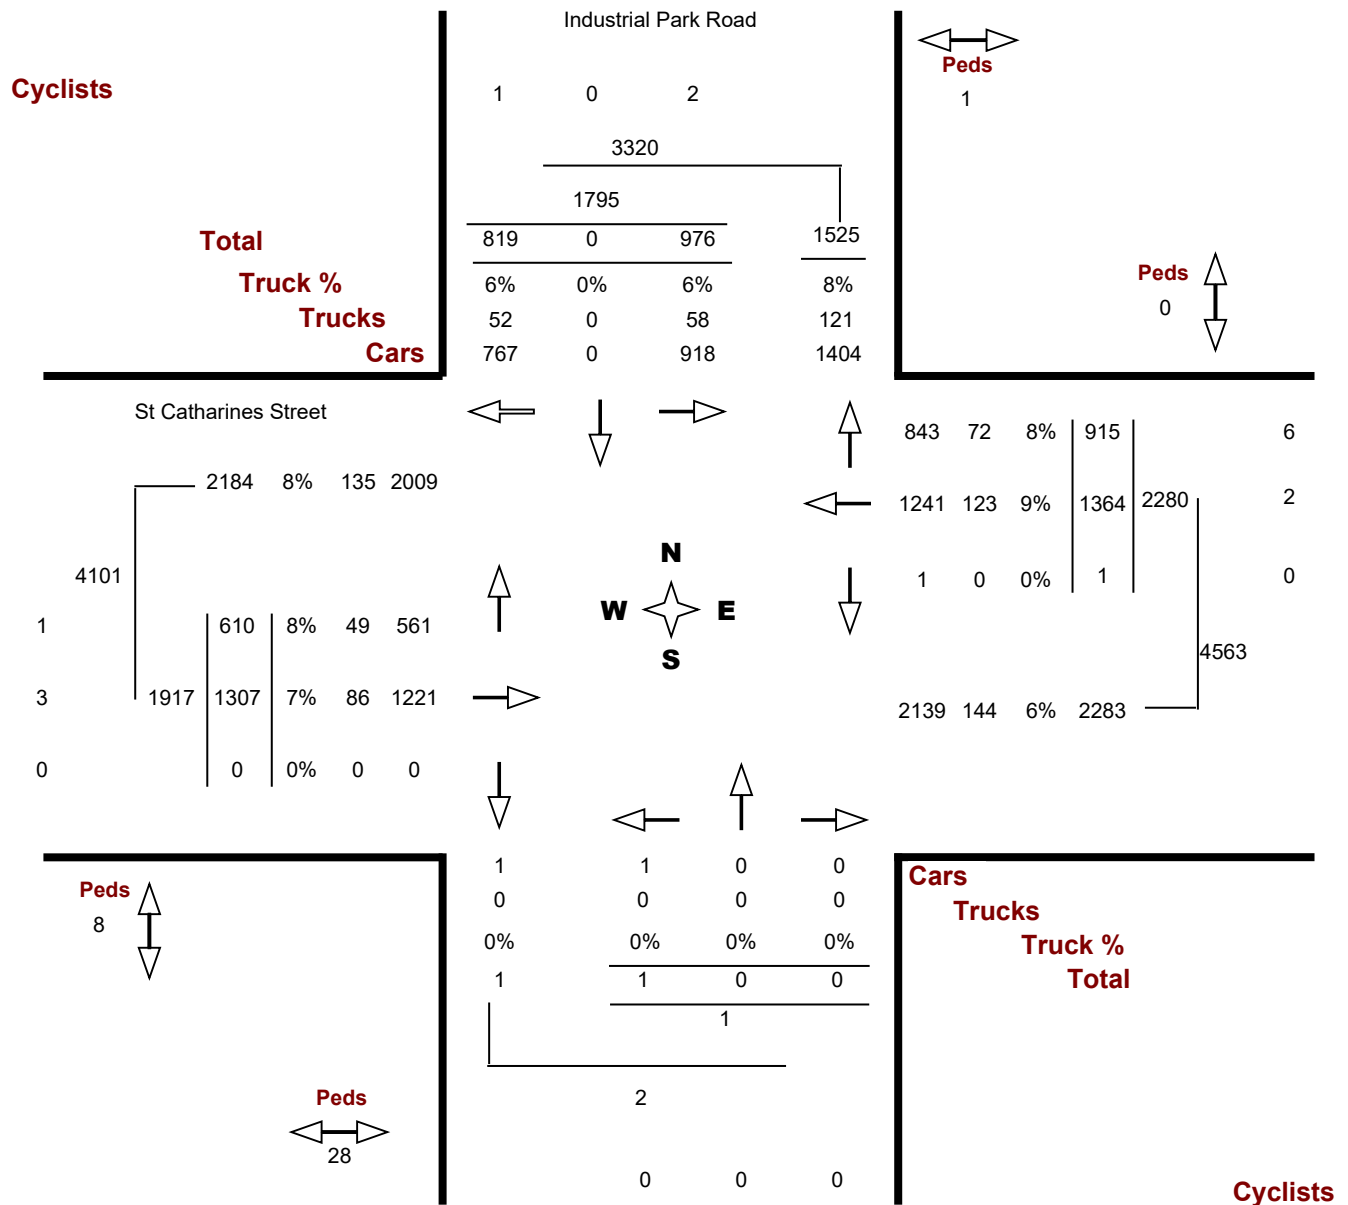 Industrial Park Road
Peds
1
Cyclists
1 0 2
3320
1795
Total 819 0 976 1525
Truck % 6% 0% 6% 8%
Trucks 52 0 58 121
Cars 767 0 918 1404
Peds
0
St Catharines Street
843 72 8% 915 6
2184 8% 135 2009
1241 123 9% 1364 2280 2
N
4101
1 0 0% 1 0
W E
1 610 8% 49 561
S
4563
3 1917 1307 7% 86 1221
2139 144 6% 2283
0 0 0% 0 0
1 1 0 0 Cars
0 0 0 0 Trucks
0% 0% 0% 0% Truck %
1 1 0 0 Total
Peds
8
1
2
Peds
28
0 0 0
Cyclists